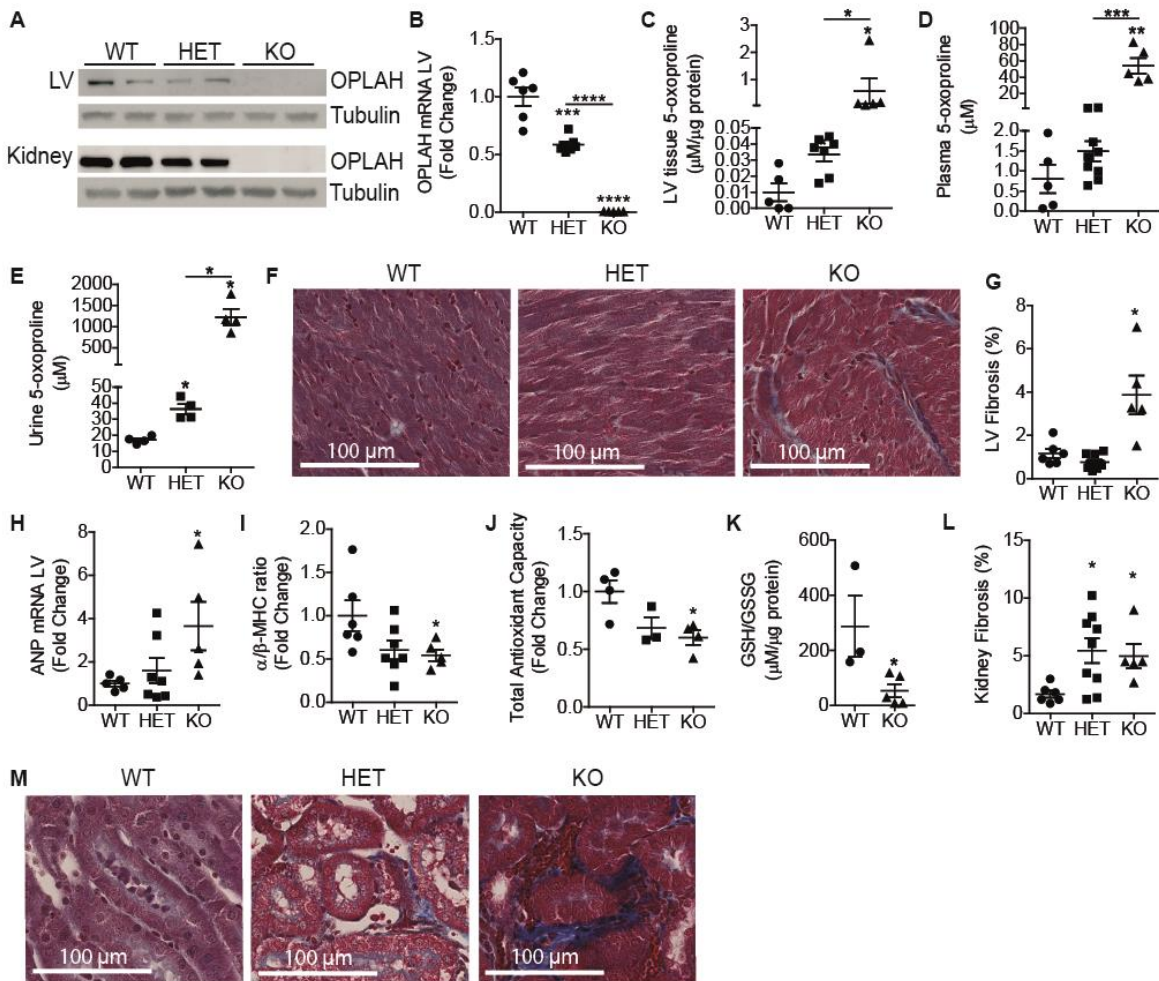 A
WT HET KO
LV OPLAH
Tubulin
Kidney OPLAH
Tubulin
B
OPLAH mRNA LV
(Fold Change)
1.5
1.0
0.5
0.0
***
****
****
WT HET KO
C
LV tissue 5-oxoproline
(µM/µg protein)
3
2
1
0.05
0.04
0.03
0.02
0.01
0.00
*
*
WT HET KO
D
Plasma 5-oxoproline
(µM)
100
80
60
40
20
2.0
1.5
1.0
0.5
0.0
***
**
WT HET KO
E
Urine 5-oxoproline
(µM)
2000
1500
1000
500
50
40
30
20
10
0
*
*
*
WT HET KO
F
WT HET KO
100 µm 100 µm 100 µm
G
LV Fibrosis (%)
8
6
4
2
0
*
WT HET KO
H
ANP mRNA LV
(Fold Change)
8
6
4
2
0
*
WT HET KO
I
α/β-MHC ratio
(Fold Change)
2.0
1.5
1.0
0.5
0.0
*
WT HET KO
J
Total Antioxidant Capacity
(Fold Change)
1.5
1.0
0.5
0.0
*
WT HET KO
K
GSH/GSSG
(µM/µg protein)
600
400
200
0
*
WT KO
L
Kidney Fibrosis (%)
15
10
5
0
*
*
WT HET KO
M
WT HET KO
100 µm 100 µm 100 µm